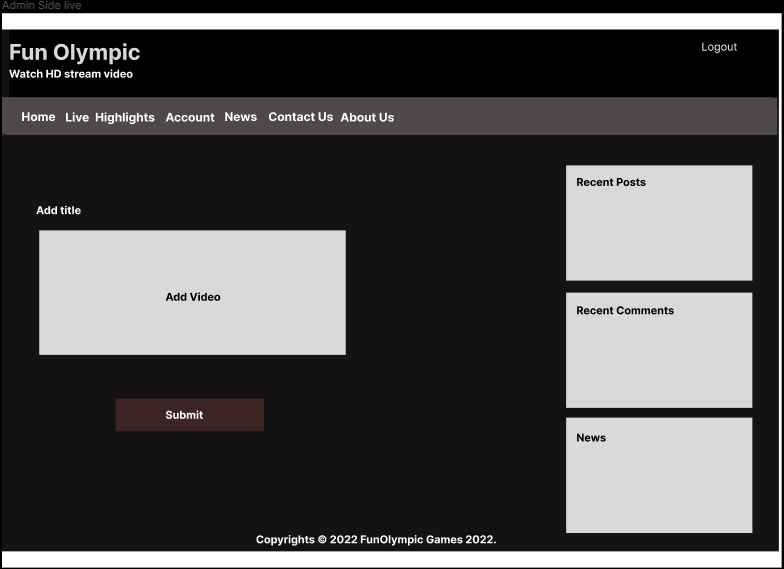 Admin Side live
Fun Olympic
Logout
Watch HD stream video
Home Live Highlights Account News Contact Us About Us
Recent Posts
Add title
Add Video
Recent Comments
Submit
News
Copyrights © 2022 FunOlympic Games 2022.